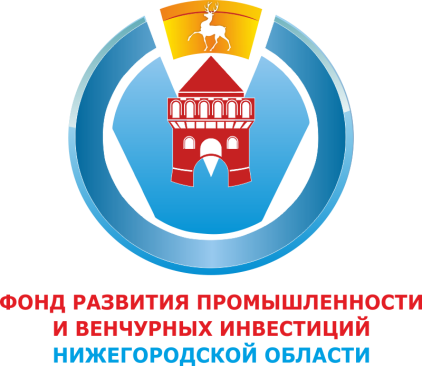 ФОНД РАЗВИТИЯ ПРОМЫШЛЕННОСТИ
И ВЕНЧУРНЫХ ИНВЕСТИЦИЙ
НИЖЕГОРОДСКОЙ ОБЛАСТИ